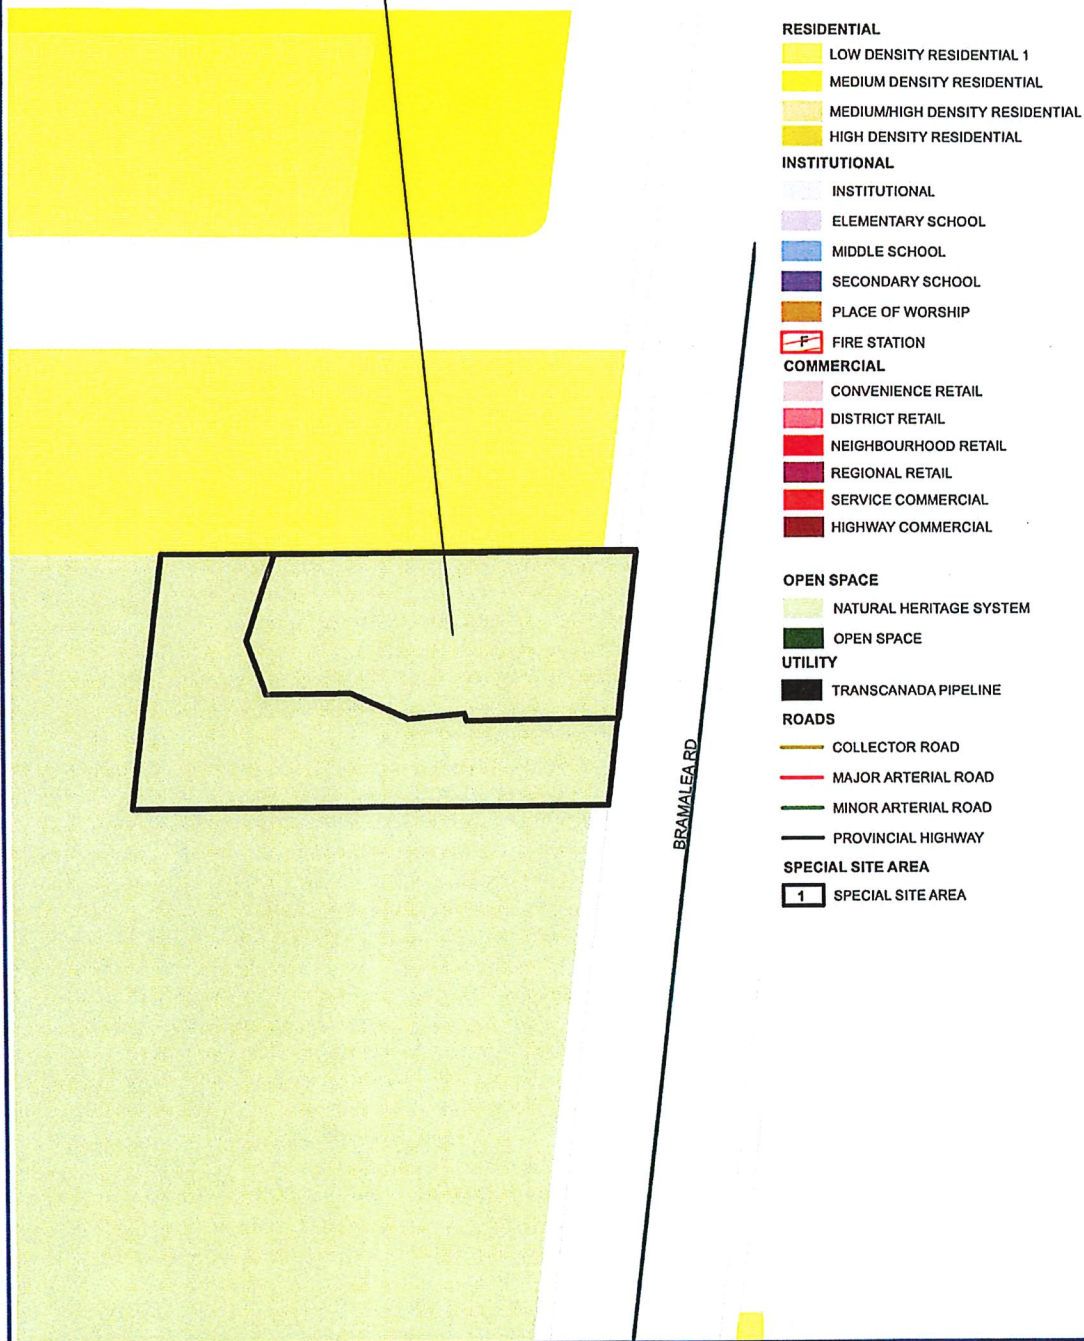 RESIDENTIAL
LOW DENSITY RESIDENTIAL 1
MEDIUM DENSITY RESIDENTIAL
MEDIUM/HIGH DENSITY RESIDENTIAL
HIGH DENSITY RESIDENTIAL
INSTITUTIONAL
INSTITUTIONAL
ELEMENTARY SCHOOL
MIDDLE SCHOOL
SECONDARY SCHOOL
PLACE OF WORSHIP
F FIRE STATION
COMMERCIAL
CONVENIENCE RETAIL
DISTRICT RETAIL
NEIGHBOURHOOD RETAIL
REGIONAL RETAIL
SERVICE COMMERCIAL
HIGHWAY COMMERCIAL
OPEN SPACE
NATURAL HERITAGE SYSTEM
OPEN SPACE
UTILITY
TRANSCANADA PIPELINE
ROADS
COLLECTOR ROAD
MAJOR ARTERIAL ROAD
MINOR ARTERIAL ROAD
PROVINCIAL HIGHWAY
SPECIAL SITE AREA
1 SPECIAL SITE AREA
BRAMALEA RD